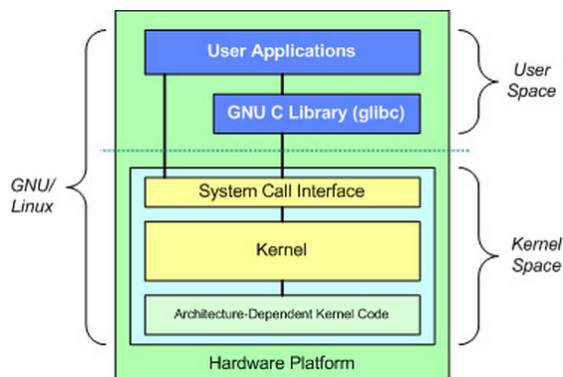 User Applications
GNU C Library (glibc)
User
Space
GNU/
Linux
System Call Interface
Kernel
Architecture-Dependent Kernel Code
Kernel
Space
Hardware Platform